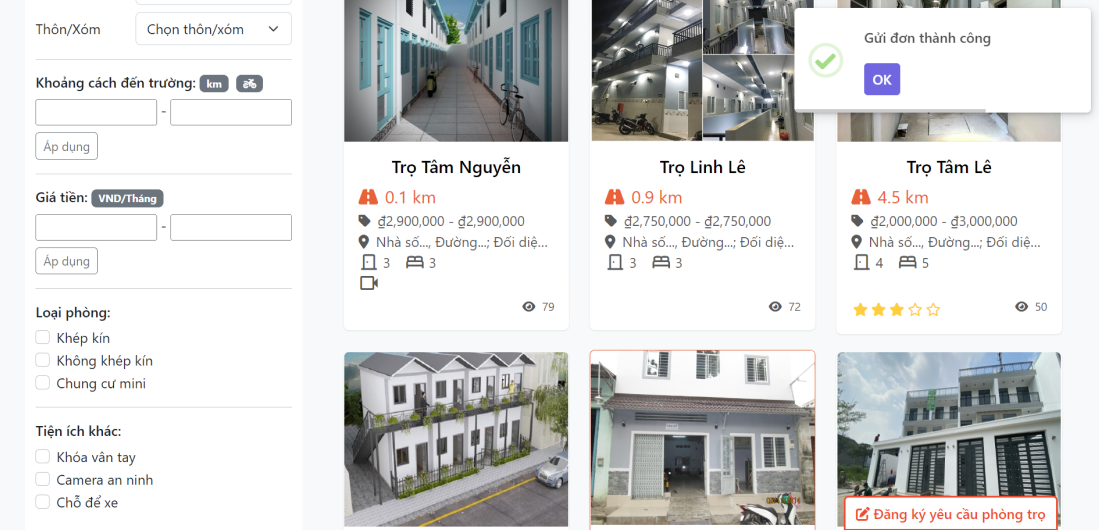 Thôn/Xóm
Chọn thôn/xóm
Khoảng cách đến trường: km
-
Áp dụng
Giá tiền: VND/Tháng
-
Áp dụng
Loại phòng:
Khép kín
Không khép kín
Chung cư mini
Tiện ích khác:
Khóa vân tay
Camera an ninh
Chỗ để xe
Gửi đơn thành công
OK
Trọ Tâm Nguyễn
0.1 km
₫2,900,000 - ₫2,900,000
Nhà số..., Đường...; Đối diệ...
3 3
79
Trọ Linh Lê
0.9 km
₫2,750,000 - ₫2,750,000
Nhà số..., Đường...; Đối diệ...
3 3
72
Trọ Tâm Lê
4.5 km
₫2,000,000 - ₫3,000,000
Nhà số..., Đường...; Đối diệ...
4 5
50
Đăng ký yêu cầu phòng trọ